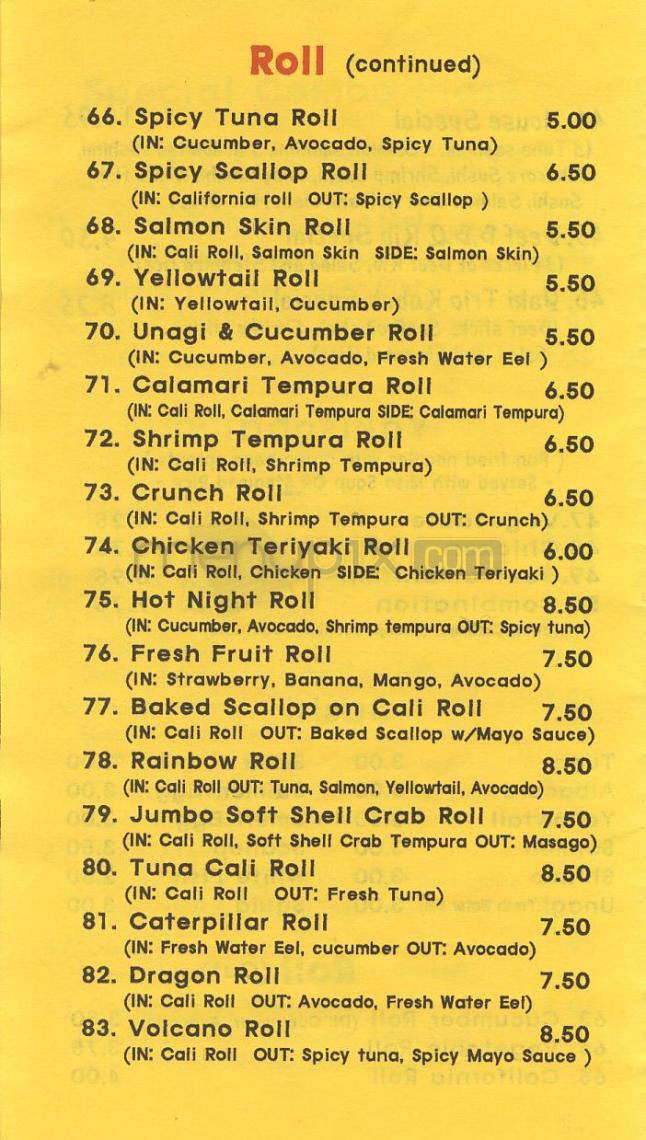 Roll (continued)
66. Spicy Tuna Roll 5.00
(IN: Cucumber, Avocado, Spicy Tuna)
67. Spicy Scallop Roll 6.50
(IN: California roll OUT: Spicy Scallop )
68. Salmon Skin Roll 5.50
(IN: Cali Roll, Salmon Skin SIDE: Salmon Skin)
69. Yellowtail Roll 5.50
(IN: Yellowtail, Cucumber)
70. Unagi & Cucumber Roll 5.50
(IN: Cucumber, Avocado, Fresh Water Eel )
71. Calamari Tempura Roll 6.50
(IN: Cali Roll, Calamari Tempura SIDE: Calamari Tempura)
72. Shrimp Tempura Roll 6.50
(IN: Cali Roll, Shrimp Tempura)
73. Crunch Roll 6.50
(IN: Cali Roll, Shrimp Tempura OUT: Crunch)
74. Chicken Teriyaki Roll 6.00
(IN: Cali Roll, Chicken SIDE: Chicken Teriyaki )
75. Hot Night Roll 8.50
(IN: Cucumber, Avocado, Shrimp tempura OUT: Spicy tuna)
76. Fresh Fruit Roll 7.50
(IN: Strawberry, Banana, Mango, Avocado)
77. Baked Scallop on Cali Roll 7.50
(IN: Cali Roll OUT: Baked Scallop w/Mayo Sauce)
78. Rainbow Roll 8.50
(IN: Cali Roll OUT: Tuna, Salmon, Yellowtail, Avocado)
79. Jumbo Soft Shell Crab Roll 7.50
(IN: Cali Roll, Soft Shell Crab Tempura OUT: Masago)
80. Tuna Cali Roll 8.50
(IN: Cali Roll OUT: Fresh Tuna)
81. Caterpillar Roll 7.50
(IN: Fresh Water Eel, cucumber OUT: Avocado)
82. Dragon Roll 7.50
(IN: Cali Roll OUT: Avocado, Fresh Water Eel)
83. Volcano Roll 8.50
(IN: Cali Roll OUT: Spicy tuna, Spicy Mayo Sauce )